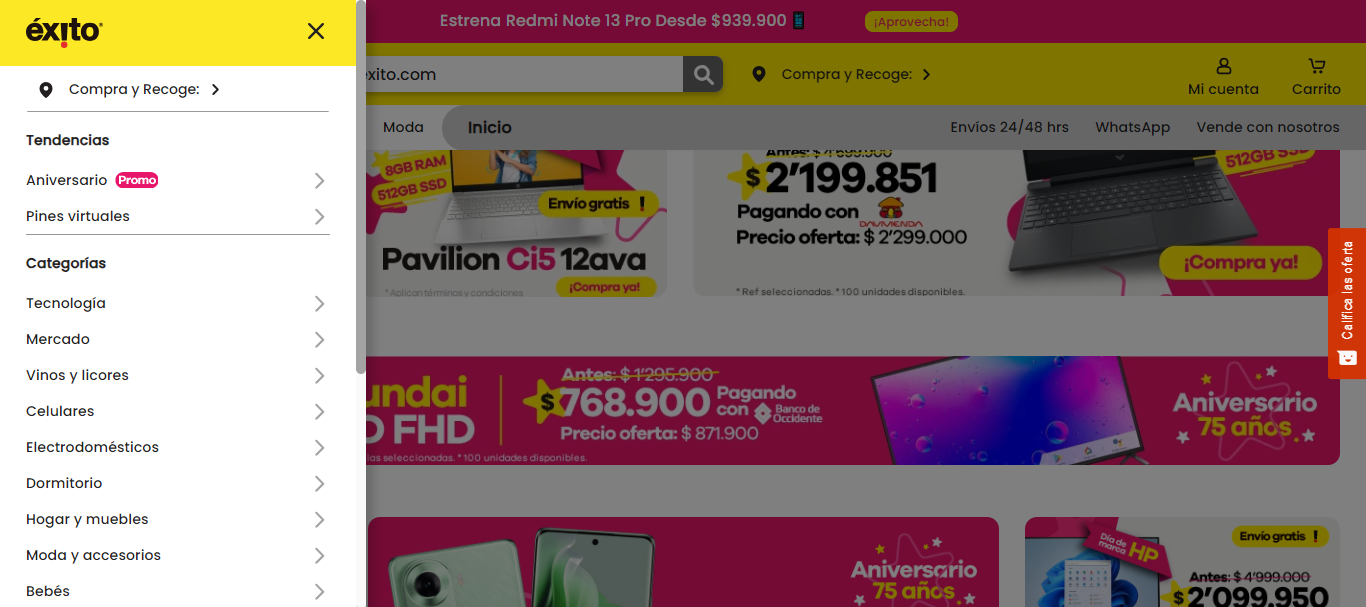 éxito
Compra y Recoge:
Tendencias
Aniversario Promo
Pines virtuales
Categorías
Tecnología
Mercado
Vinos y licores
Celulares
Electrodomésticos
Dormitorio
Hogar y muebles
Moda y accesorios
Bebés
Estrena Redmi Note 13 Pro Desde $939.900 ¡Aprovecha!
exito.com
Compra y Recoge:
Mi cuenta
Carrito
Moda
Inicio
Envíos 24/48 hrs
WhatsApp
Vende con nosotros
8GB RAM
512GB SSD
Envío gratis !
Pavilion Ci5 12ava
*Aplican términos y condiciones
¡Compra ya!
Antes: $ 4'699.900
$2'199.851
Pagando con
DAVIVIENDA
Precio oferta: $ 2'299.000
*Ref seleccionadas. *100 unidades disponibles.
512GB SSD
¡Compra ya!
Califica las oferta
undai
D FHD
Antes: $ 1'295.900
$768.900
Pagando
con Banco de
Occidente
Precio oferta: $ 871.900
ias seleccionadas. *100 unidades disponibles.
Aniversario
75 años.
Aniversario
75 años.
Día de
marca HP
Envío gratis !
Antes: $ 4'999.000
$2'099.950